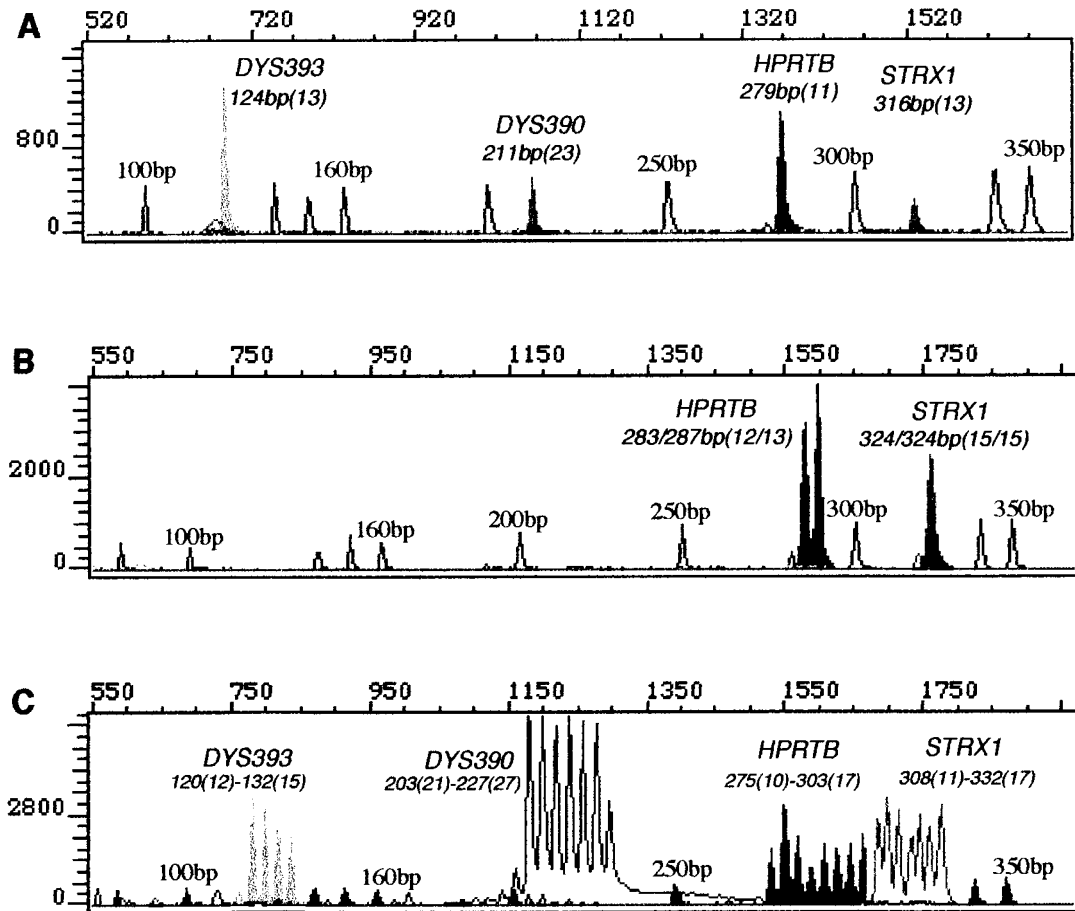 A
520 720 920 1120 1320 1520
DYS393
124bp(13)
HPRTB
279bp(11)
STRX1
316bp(13)
DYS390
211bp(23)
800
100bp 160bp 250bp 300bp 350bp
0
B
550 750 950 1150 1350 1550 1750
HPRTB
283/287bp(12/13)
STRX1
324/324bp(15/15)
2000
100bp 160bp 200bp 250bp 300bp 350bp
0
C
550 750 950 1150 1350 1550 1750
DYS393
120(12)-132(15)
DYS390
203(21)-227(27)
HPRTB
275(10)-303(17)
STRX1
308(11)-332(17)
2800
100bp 160bp 250bp 350bp
0